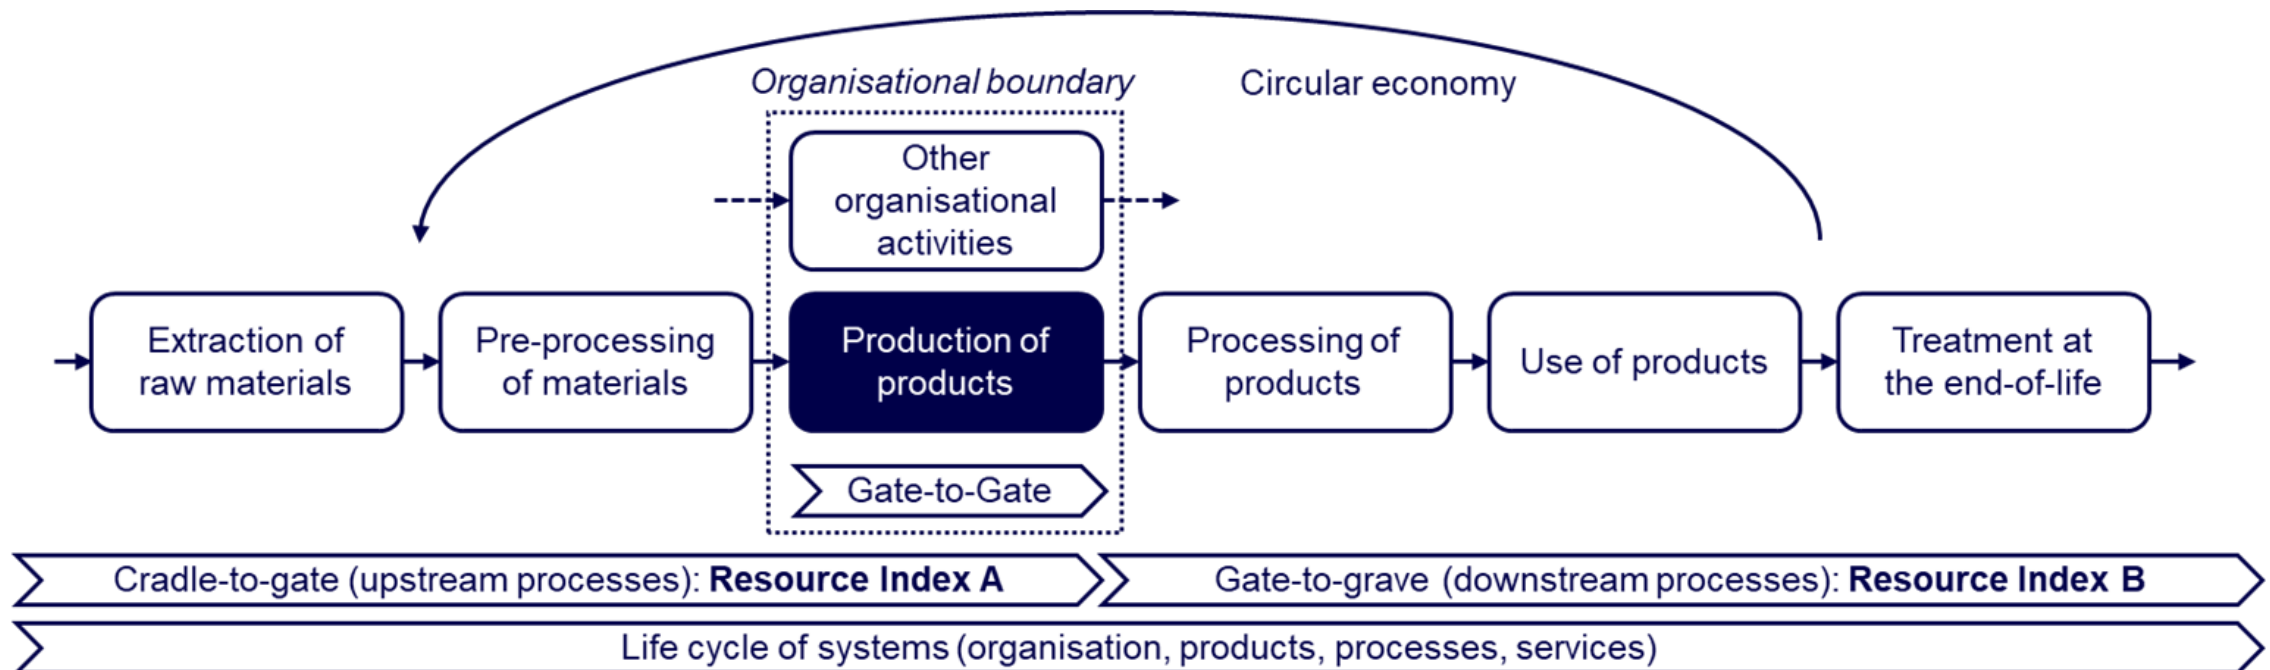 Organisational boundary
Circular economy
Other
organisational
activities
Extraction of
raw materials
Pre-processing
of materials
Production of
products
Processing of
products
Use of products
Treatment at
the end-of-life
Gate-to-Gate
Cradle-to-gate (upstream processes): Resource Index A
Gate-to-grave (downstream processes): Resource Index B
Life cycle of systems (organisation, products, processes, services)